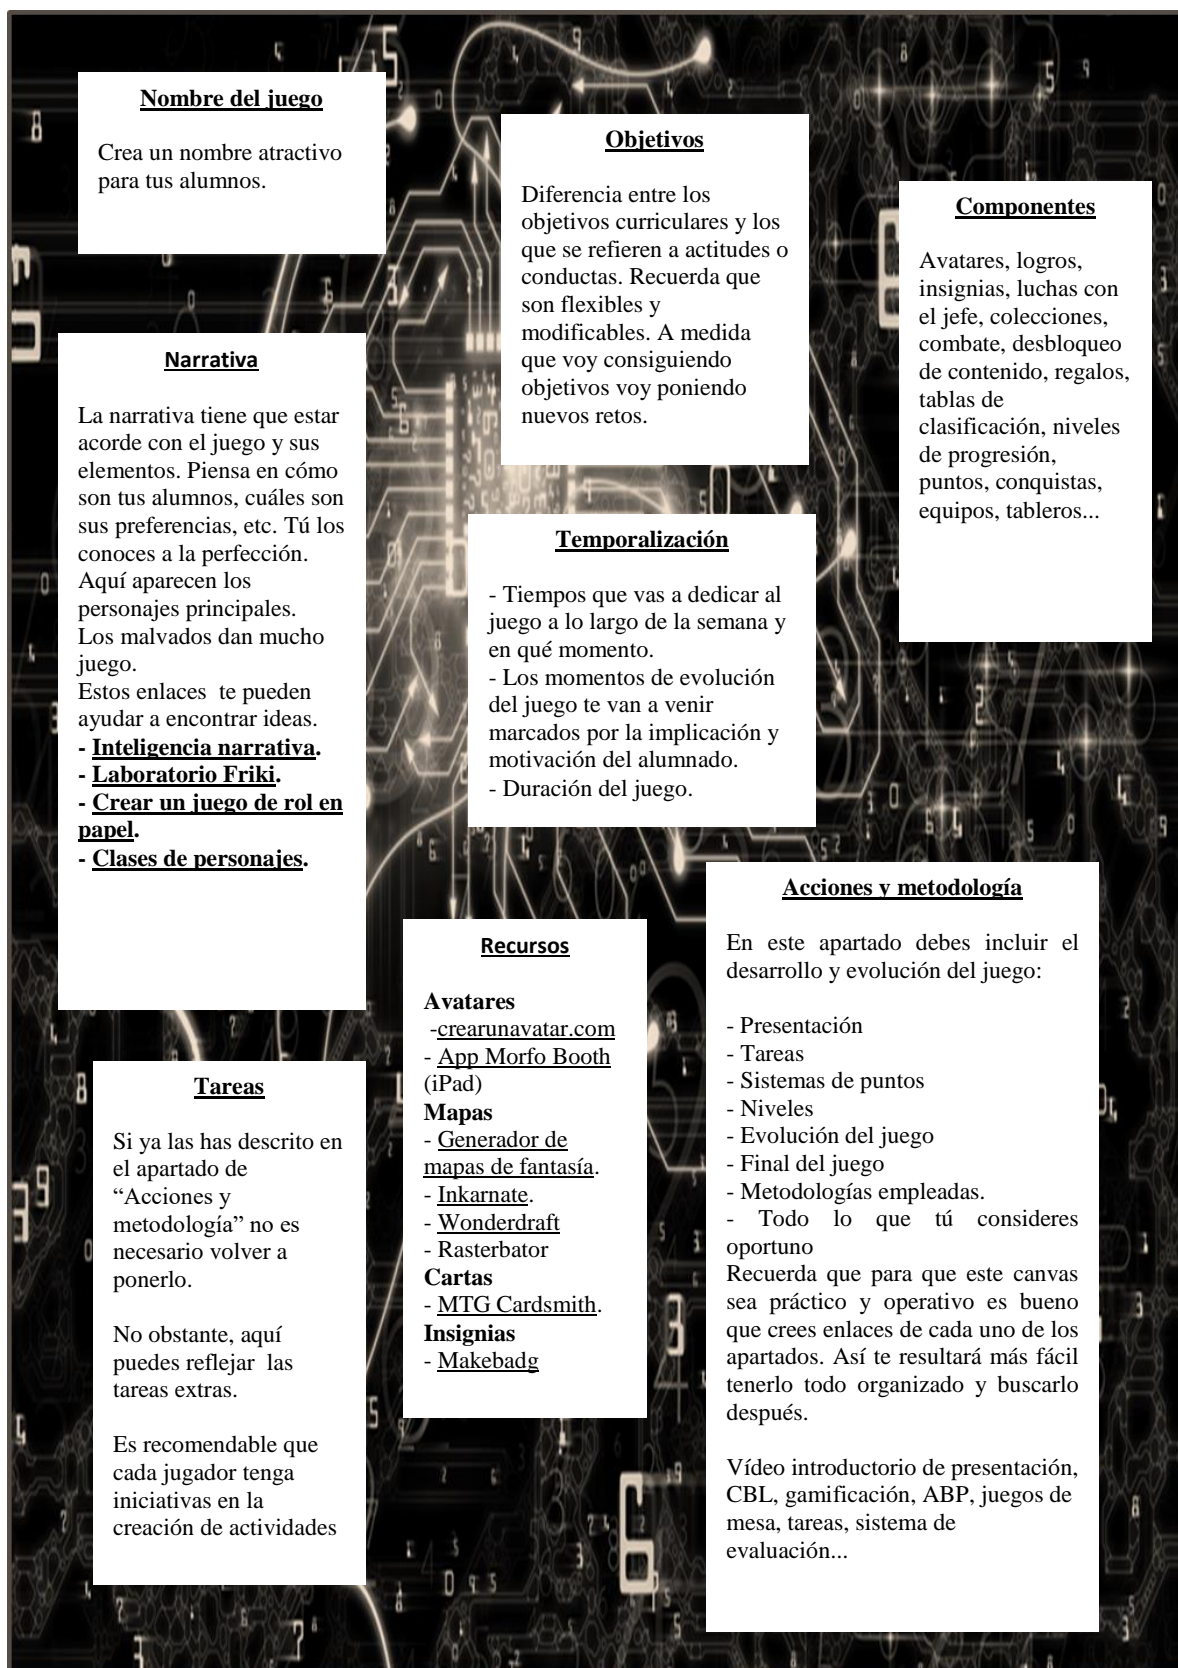 Nombre del juego
Crea un nombre atractivo
para tus alumnos.
Objetivos
Diferencia entre los
objetivos curriculares y los
que se refieren a actitudes o
conductas. Recuerda que
son flexibles y
modificables. A medida
que voy consiguiendo
objetivos voy poniendo
nuevos retos.
Componentes
Avatares, logros,
insignias, luchas con
el jefe, colecciones,
combate, desbloqueo
de contenido, regalos,
tablas de
clasificación, niveles
de progresión,
puntos, conquistas,
equipos, tableros...
Narrativa
La narrativa tiene que estar
acorde con el juego y sus
elementos. Piensa en cómo
son tus alumnos, cuáles son
sus preferencias, etc. Tú los
conoces a la perfección.
Aquí aparecen los
personajes principales.
Los malvados dan mucho
juego.
Estos enlaces  te pueden
ayudar a encontrar ideas.
- Inteligencia narrativa.
- Laboratorio Friki.
- Crear un juego de rol en
papel.
- Clases de personajes.
Temporalización
- Tiempos que vas a dedicar al
juego a lo largo de la semana y
en qué momento.
- Los momentos de evolución
del juego te van a venir
marcados por la implicación y
motivación del alumnado.
- Duración del juego.
Acciones y metodología
En este apartado debes incluir el
desarrollo y evolución del juego:
- Presentación
- Tareas
- Sistemas de puntos
- Niveles
- Evolución del juego
- Final del juego
- Metodologías empleadas.
- Todo lo que tú consideres
oportuno
Recuerda que para que este canvas
sea práctico y operativo es bueno
que crees enlaces de cada uno de los
apartados. Así te resultará más fácil
tenerlo todo organizado y buscarlo
después.
Vídeo introductorio de presentación,
CBL, gamificación, ABP, juegos de
mesa, tareas, sistema de
evaluación...
Recursos
Avatares
-crearunavatar.com
- App Morfo Booth
(iPad)
Mapas
- Generador de
mapas de fantasía.
- Inkarnate.
- Wonderdraft
- Rasterbator
Cartas
- MTG Cardsmith.
Insignias
- Makebadg
Tareas
Si ya las has descrito en
el apartado de
“Acciones y
metodología” no es
necesario volver a
ponerlo.
No obstante, aquí
puedes reflejar  las
tareas extras.
Es recomendable que
cada jugador tenga
iniciativas en la
creación de actividades